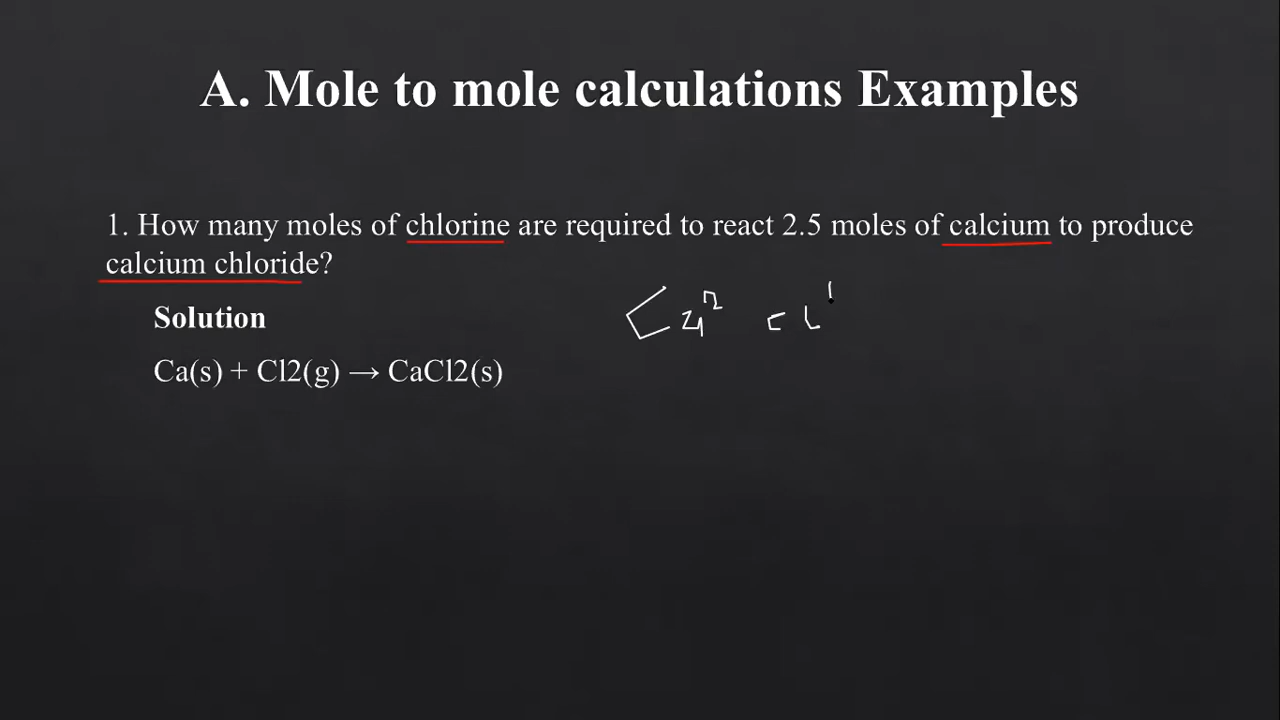 A. Mole to mole calculations Examples
1. How many moles of chlorine are required to react 2.5 moles of calcium to produce
calcium chloride?
Solution
Ca(s) + Cl2(g) → CaCl2(s)